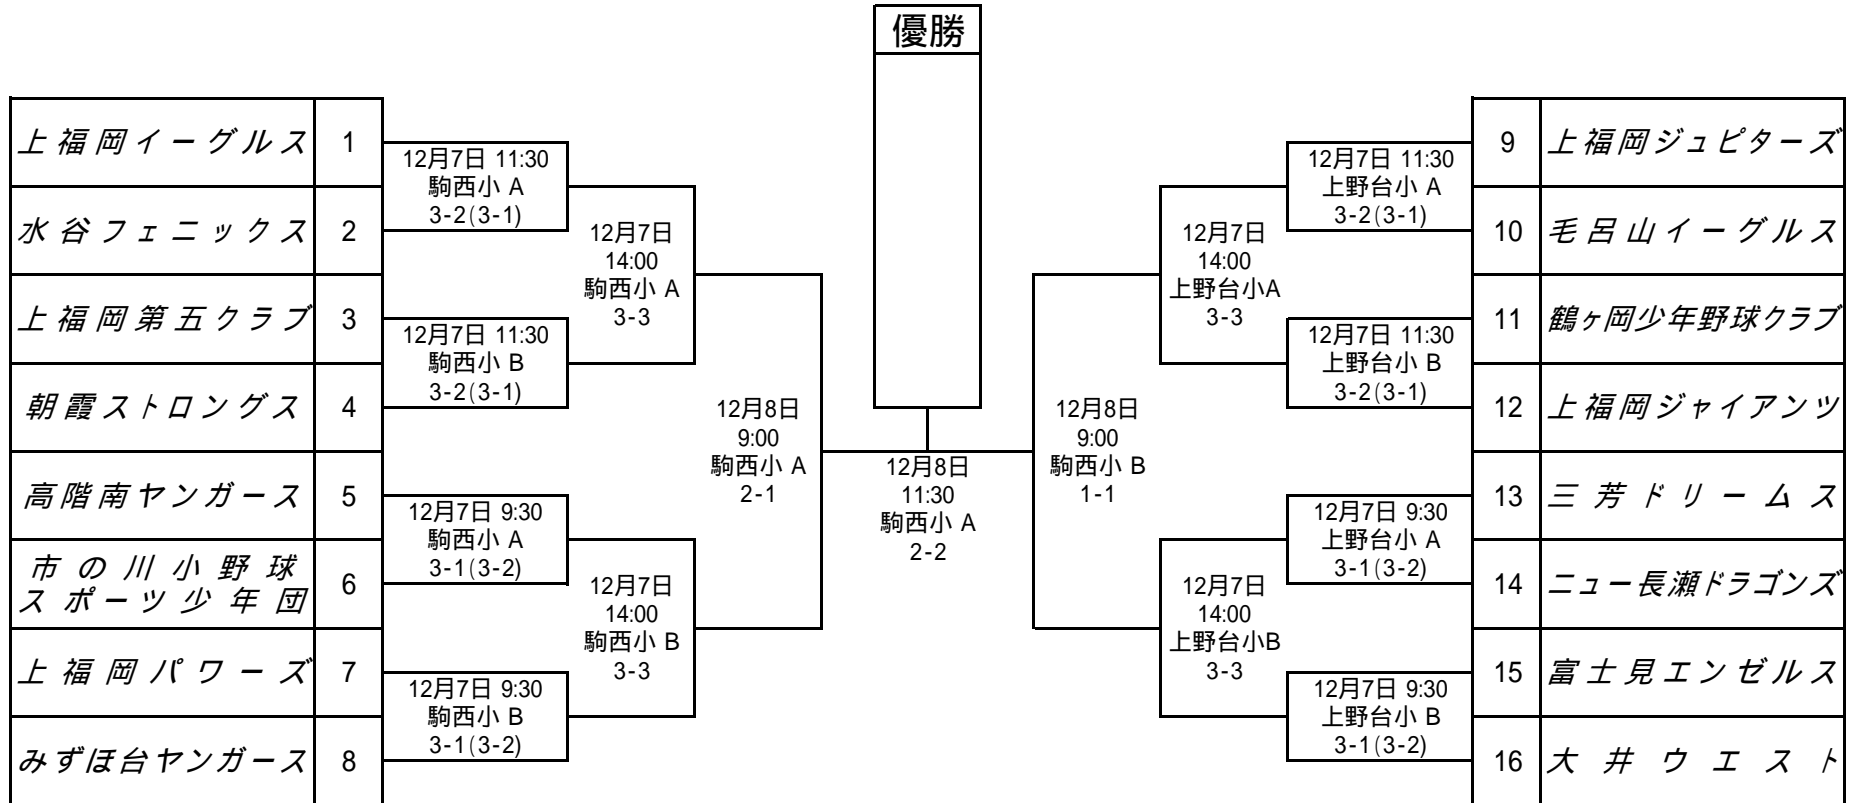 優勝
上福岡イーグルス 1
水谷フェニックス 2
上福岡第五クラブ 3
朝霞ストロングス 4
高階南ヤンガース 5
市の川小野球
スポーツ少年団 6
上福岡パワーズ 7
みずほ台ヤンガース 8
12月7日 11:30
駒西小 A
3-2(3-1)
12月7日 11:30
駒西小 B
3-2(3-1)
12月7日 9:30
駒西小 A
3-1(3-2)
12月7日 9:30
駒西小 B
3-1(3-2)
12月7日
14:00
駒西小 A
3-3
12月7日
14:00
駒西小 B
3-3
12月8日
9:00
駒西小 A
2-1
12月8日
11:30
駒西小 A
2-2
12月8日
9:00
駒西小 B
1-1
12月7日
14:00
上野台小A
3-3
12月7日
14:00
上野台小B
3-3
12月7日 11:30
上野台小 A
3-2(3-1)
12月7日 11:30
上野台小 B
3-2(3-1)
12月7日 9:30
上野台小 A
3-1(3-2)
12月7日 9:30
上野台小 B
3-1(3-2)
9 上福岡ジュピターズ
10 毛呂山イーグルス
11 鶴ヶ岡少年野球クラブ
12 上福岡ジャイアンツ
13 三芳ドリームス
14 ニュー長瀬ドラゴンズ
15 富士見エンゼルス
16 大井ウエスト